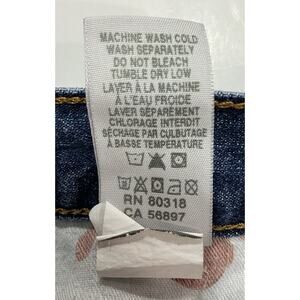 MACHINE WASH COLD
WASH SEPARATELY
DO NOT BLEACH
TUMBLE DRY LOW
LAVER À LA MACHINE
À L'EAU FROIDE
LAVER SÉPARÉMENT
CHLORAGE INTERDIT
SÉCHAGE PAR CULBUTAGE
À BASSE TEMPÉRATURE
RN 80318
CA 56897